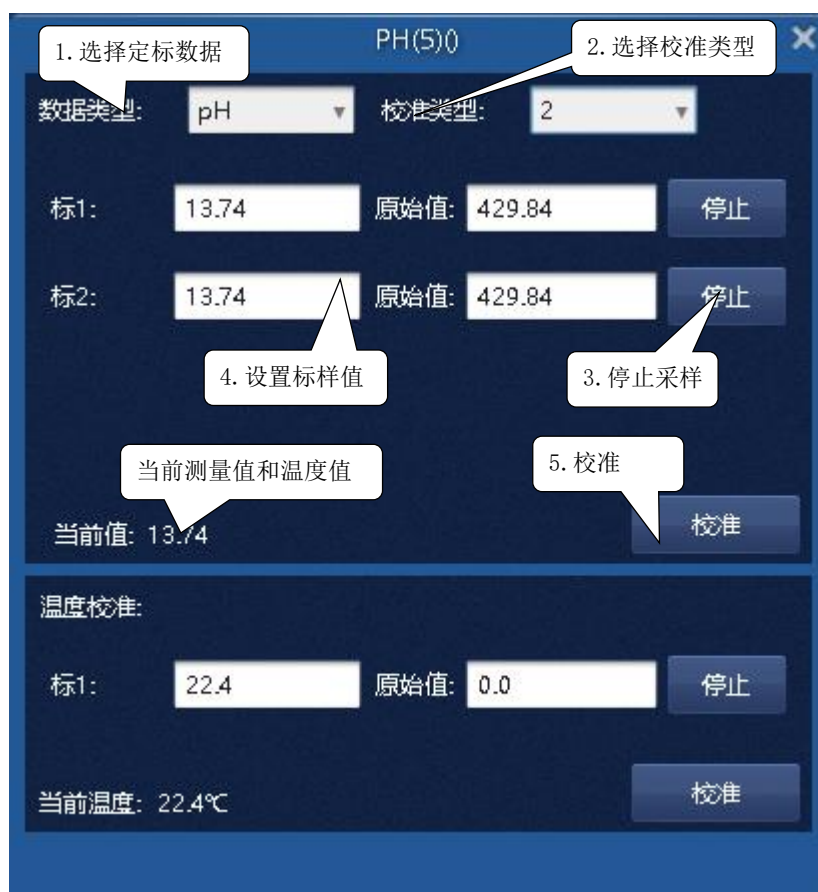 PH(5)()
1. 选择定标数据
2. 选择校准类型
数据类型: pH 校准类型: 2
标1: 13.74 原始值: 429.84 停止
标2: 13.74 原始值: 429.84 停止
4. 设置标样值
3. 停止采样
当前测量值和温度值
5. 校准
当前值: 13.74
校准
温度校准:
标1: 22.4 原始值: 0.0 停止
当前温度: 22.4℃
校准